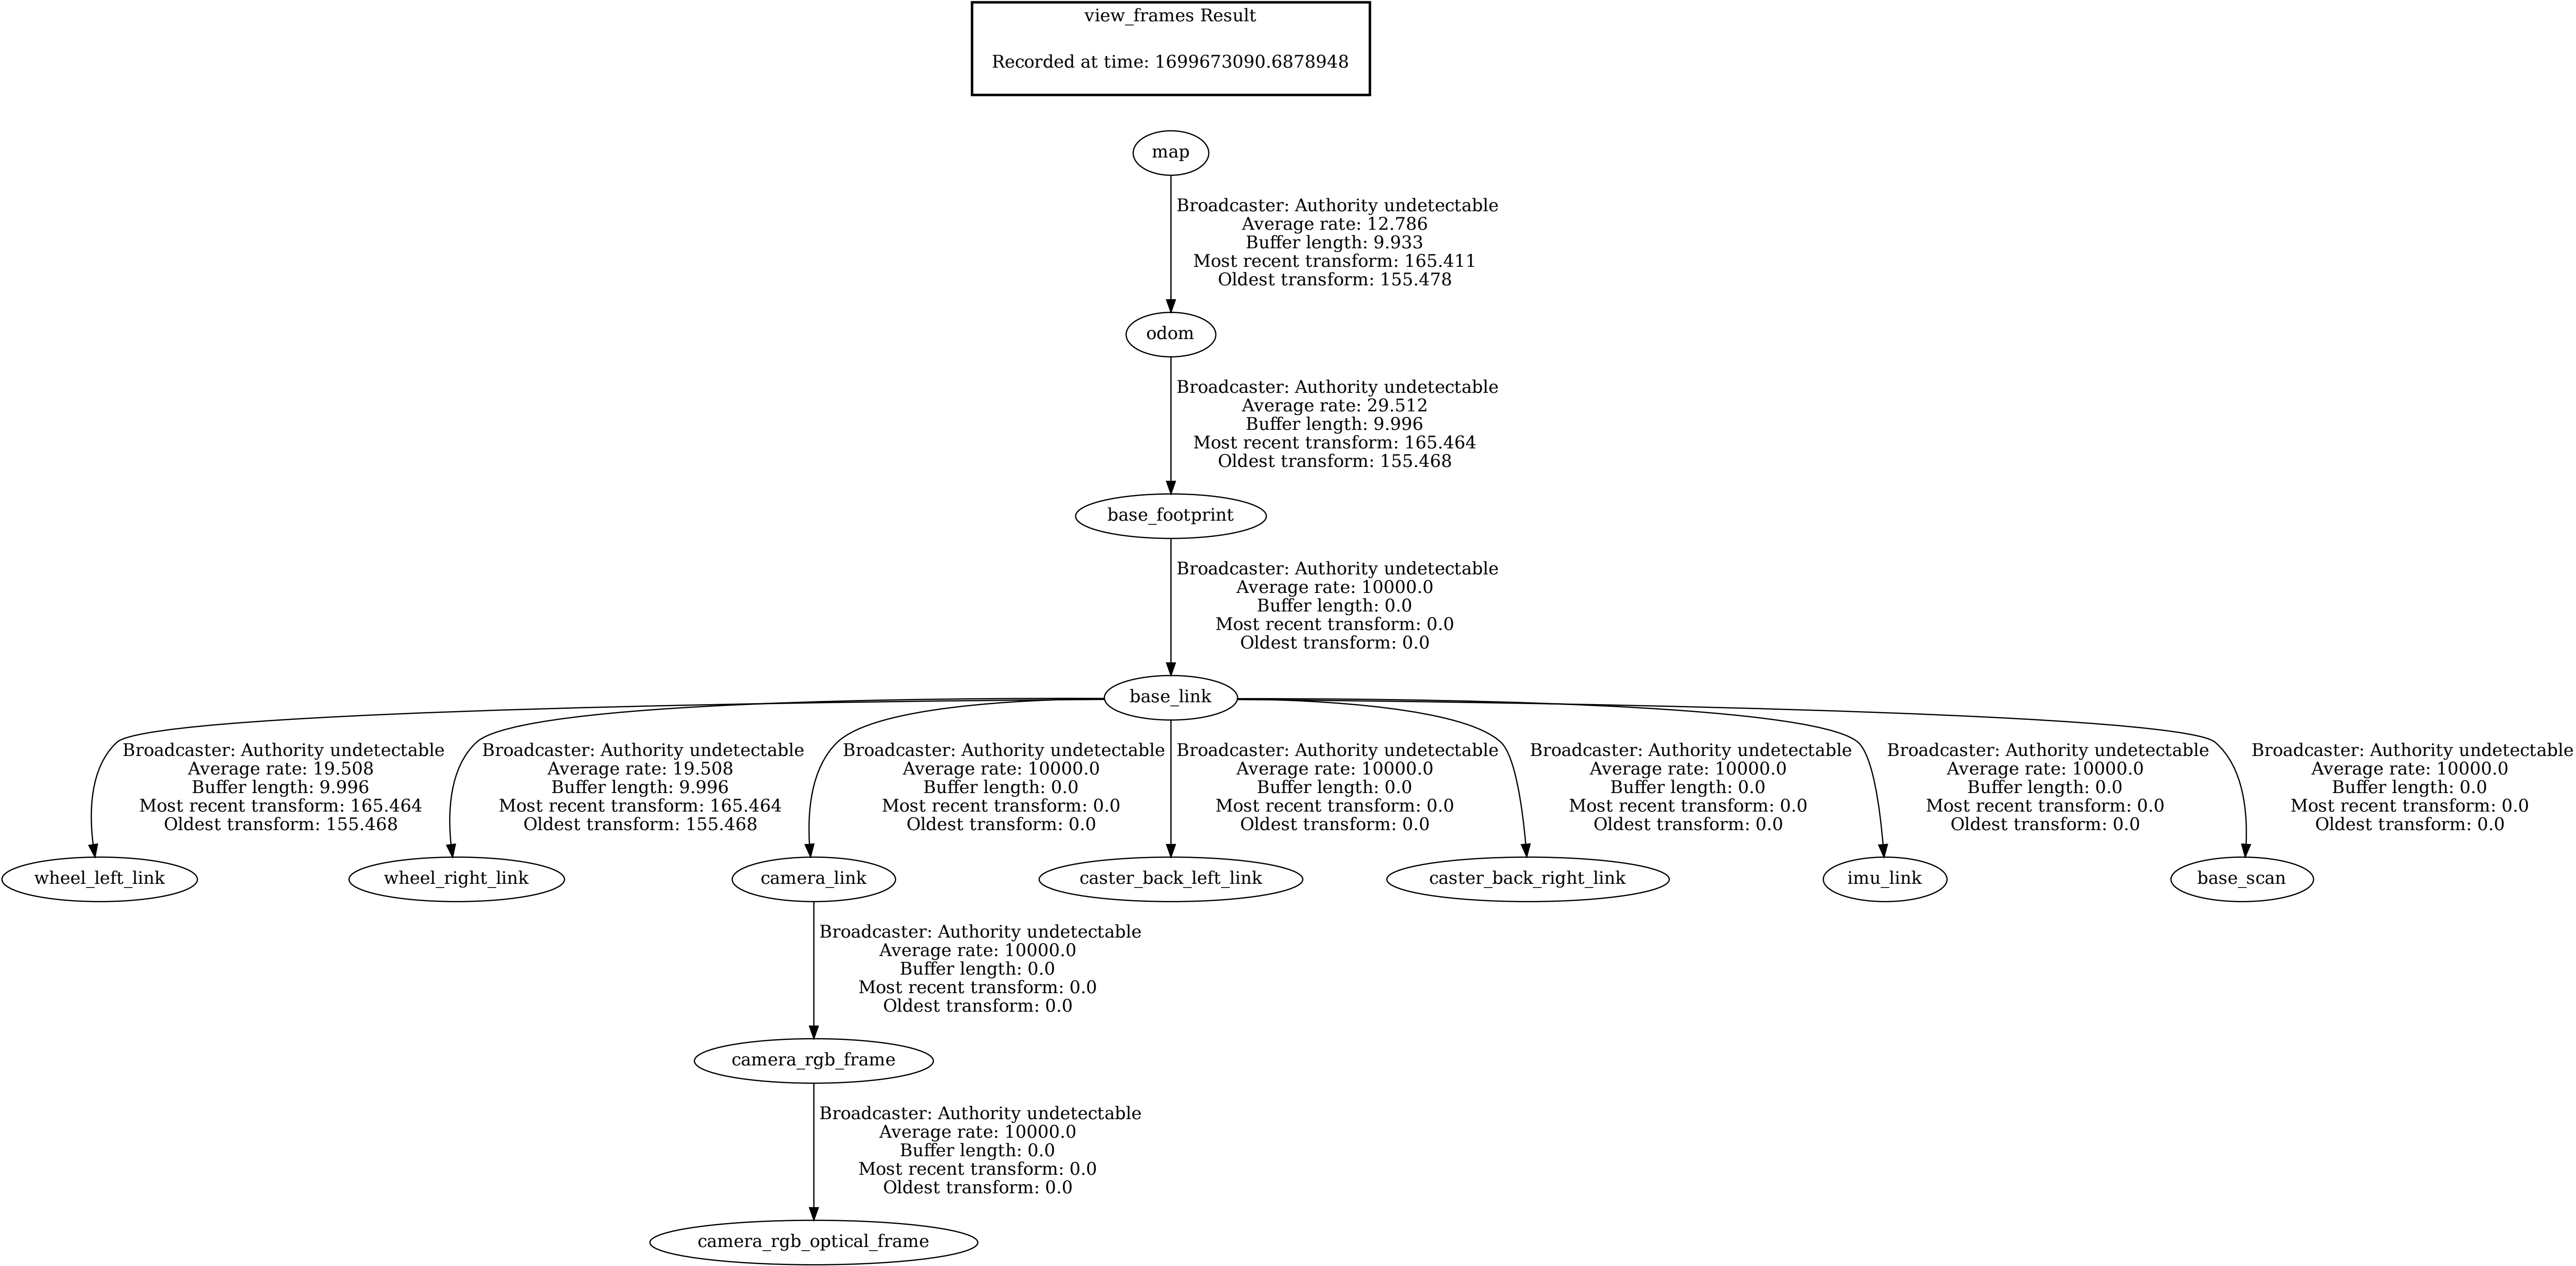 view_frames Result
Recorded at time: 1699673090.6878948
map
Broadcaster: Authority undetectable
Average rate: 12.786
Buffer length: 9.933
Most recent transform: 165.411
Oldest transform: 155.478
odom
Broadcaster: Authority undetectable
Average rate: 29.512
Buffer length: 9.996
Most recent transform: 165.464
Oldest transform: 155.468
base_footprint
Broadcaster: Authority undetectable
Average rate: 10000.0
Buffer length: 0.0
Most recent transform: 0.0
Oldest transform: 0.0
base_link
Broadcaster: Authority undetectable
Average rate: 19.508
Buffer length: 9.996
Most recent transform: 165.464
Oldest transform: 155.468
Broadcaster: Authority undetectable
Average rate: 19.508
Buffer length: 9.996
Most recent transform: 165.464
Oldest transform: 155.468
Broadcaster: Authority undetectable
Average rate: 10000.0
Buffer length: 0.0
Most recent transform: 0.0
Oldest transform: 0.0
Broadcaster: Authority undetectable
Average rate: 10000.0
Buffer length: 0.0
Most recent transform: 0.0
Oldest transform: 0.0
Broadcaster: Authority undetectable
Average rate: 10000.0
Buffer length: 0.0
Most recent transform: 0.0
Oldest transform: 0.0
Broadcaster: Authority undetectable
Average rate: 10000.0
Buffer length: 0.0
Most recent transform: 0.0
Oldest transform: 0.0
Broadcaster: Authority undetectable
Average rate: 10000.0
Buffer length: 0.0
Most recent transform: 0.0
Oldest transform: 0.0
wheel_left_link
wheel_right_link
camera_link
caster_back_left_link
caster_back_right_link
imu_link
base_scan
Broadcaster: Authority undetectable
Average rate: 10000.0
Buffer length: 0.0
Most recent transform: 0.0
Oldest transform: 0.0
camera_rgb_frame
Broadcaster: Authority undetectable
Average rate: 10000.0
Buffer length: 0.0
Most recent transform: 0.0
Oldest transform: 0.0
camera_rgb_optical_frame